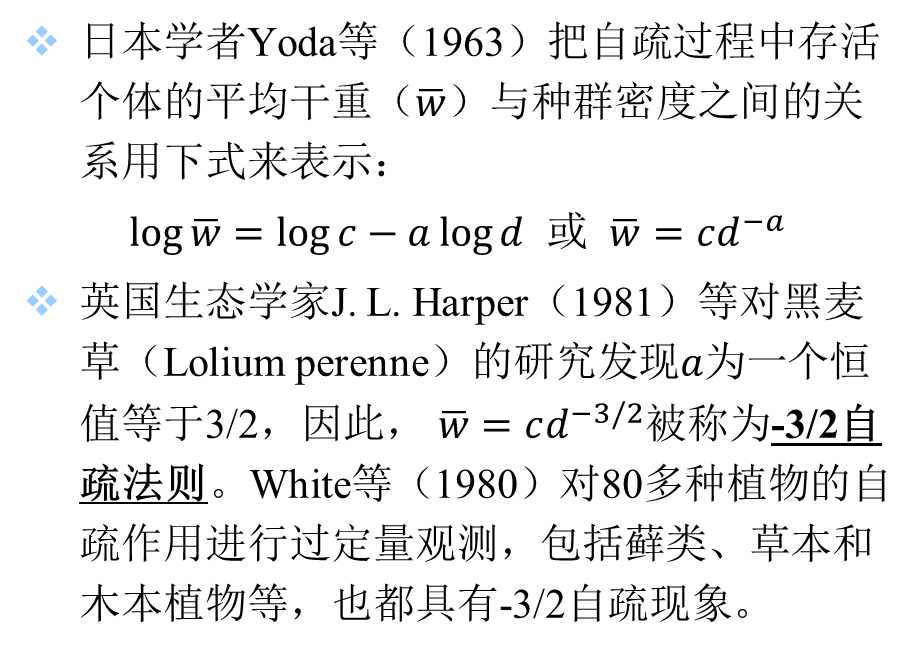 日本学者Yoda等（1963）把自疏过程中存活
个体的平均干重（w̅）与种群密度之间的关
系用下式来表示：
log w̅ = log c − a log d 或 w̅ = cd⁻ᵃ
英国生态学家J. L. Harper（1981）等对黑麦
草（Lolium perenne）的研究发现a为一个恒
值等于3/2，因此， w̅ = cd^{−3/2}被称为-3/2自
疏法则。White等（1980）对80多种植物的自
疏作用进行过定量观测，包括藓类、草本和
木本植物等，也都具有-3/2自疏现象。